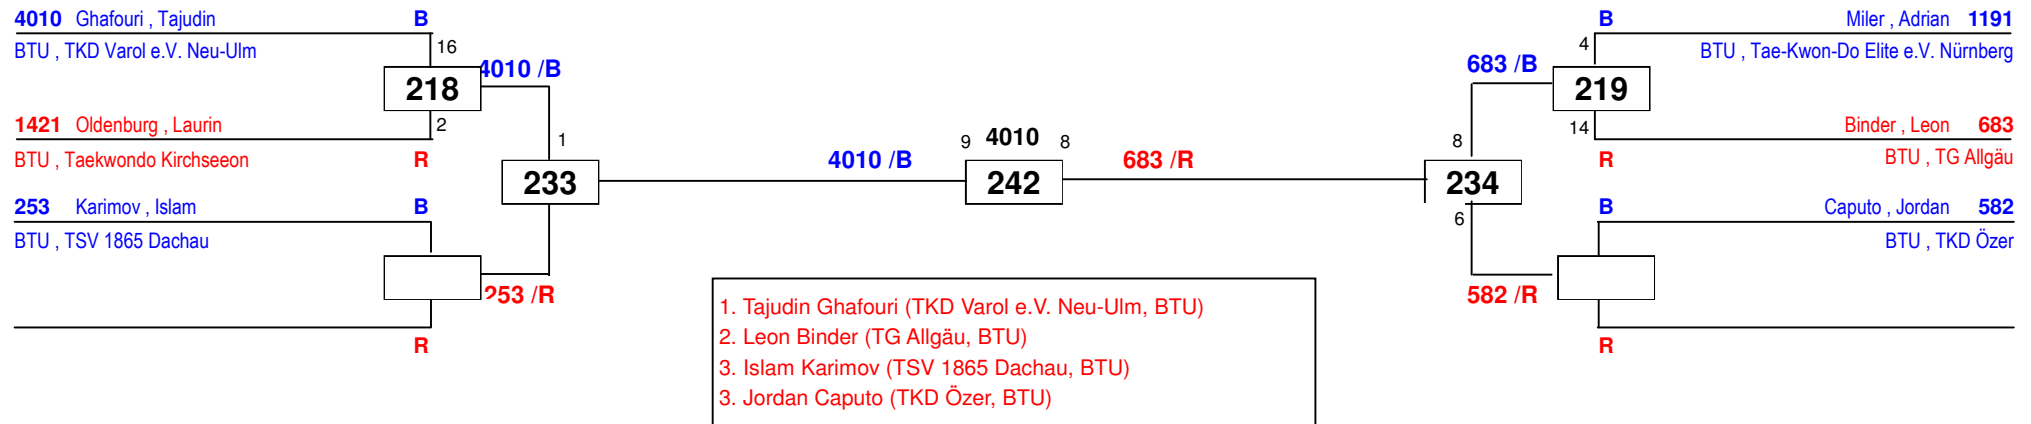 4010 Ghafouri , Tajudin B
BTU , TKD Varol e.V. Neu-Ulm
16
218
4010 /B
1421 Oldenburg , Laurin
2
BTU , Taekwondo Kirchseeon R
1
233
253 Karimov , Islam B
BTU , TSV 1865 Dachau
253 /R
R
4010 /B
9 4010 8
242
683 /R
B Miler , Adrian 1191
4
BTU , Tae-Kwon-Do Elite e.V. Nürnberg
683 /B
219
14
Binder , Leon 683
R BTU , TG Allgäu
8
234
6
B Caputo , Jordan 582
BTU , TKD Özer
582 /R
R
1. Tajudin Ghafouri (TKD Varol e.V. Neu-Ulm, BTU)
2. Leon Binder (TG Allgäu, BTU)
3. Islam Karimov (TSV 1865 Dachau, BTU)
3. Jordan Caputo (TKD Özer, BTU)